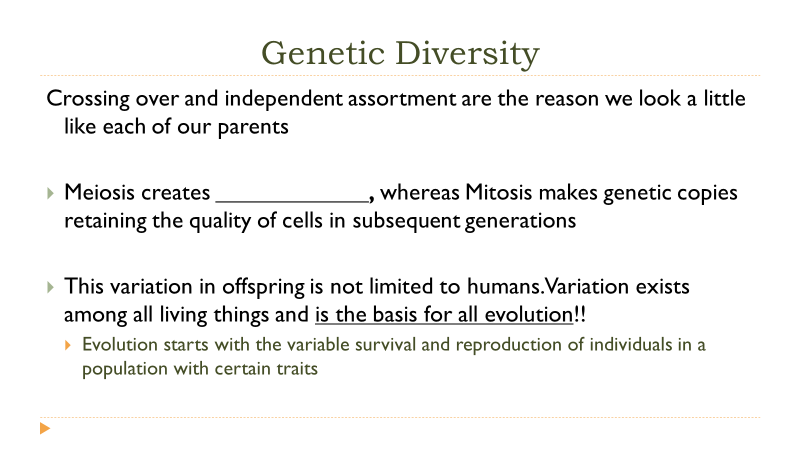 Genetic Diversity
Crossing over and independent assortment are the reason we look a little
like each of our parents
Meiosis creates _____________, whereas Mitosis makes genetic copies
retaining the quality of cells in subsequent generations
This variation in offspring is not limited to humans.Variation exists
among all living things and is the basis for all evolution!!
Evolution starts with the variable survival and reproduction of individuals in a
population with certain traits